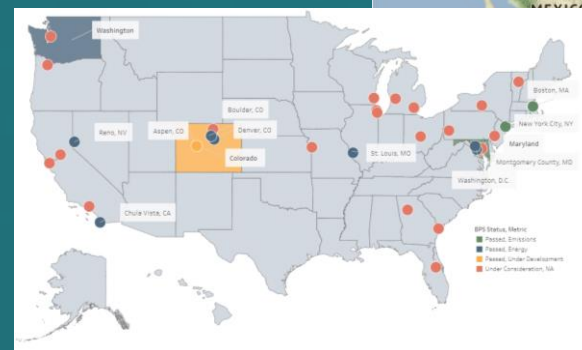 MEXICO
Washington
Boston, MA
Boulder, CO
New York City, NY
Reno, NV
Aspen, CO
Denver, CO
Maryland
St. Louis, MO
Colorado
Montgomery County, MD
Washington, D.C.
Chula Vista, CA
BPS Status, Metric
Passed, Emissions
Passed, Energy
Passed, Under Development
Under Consideration, NA